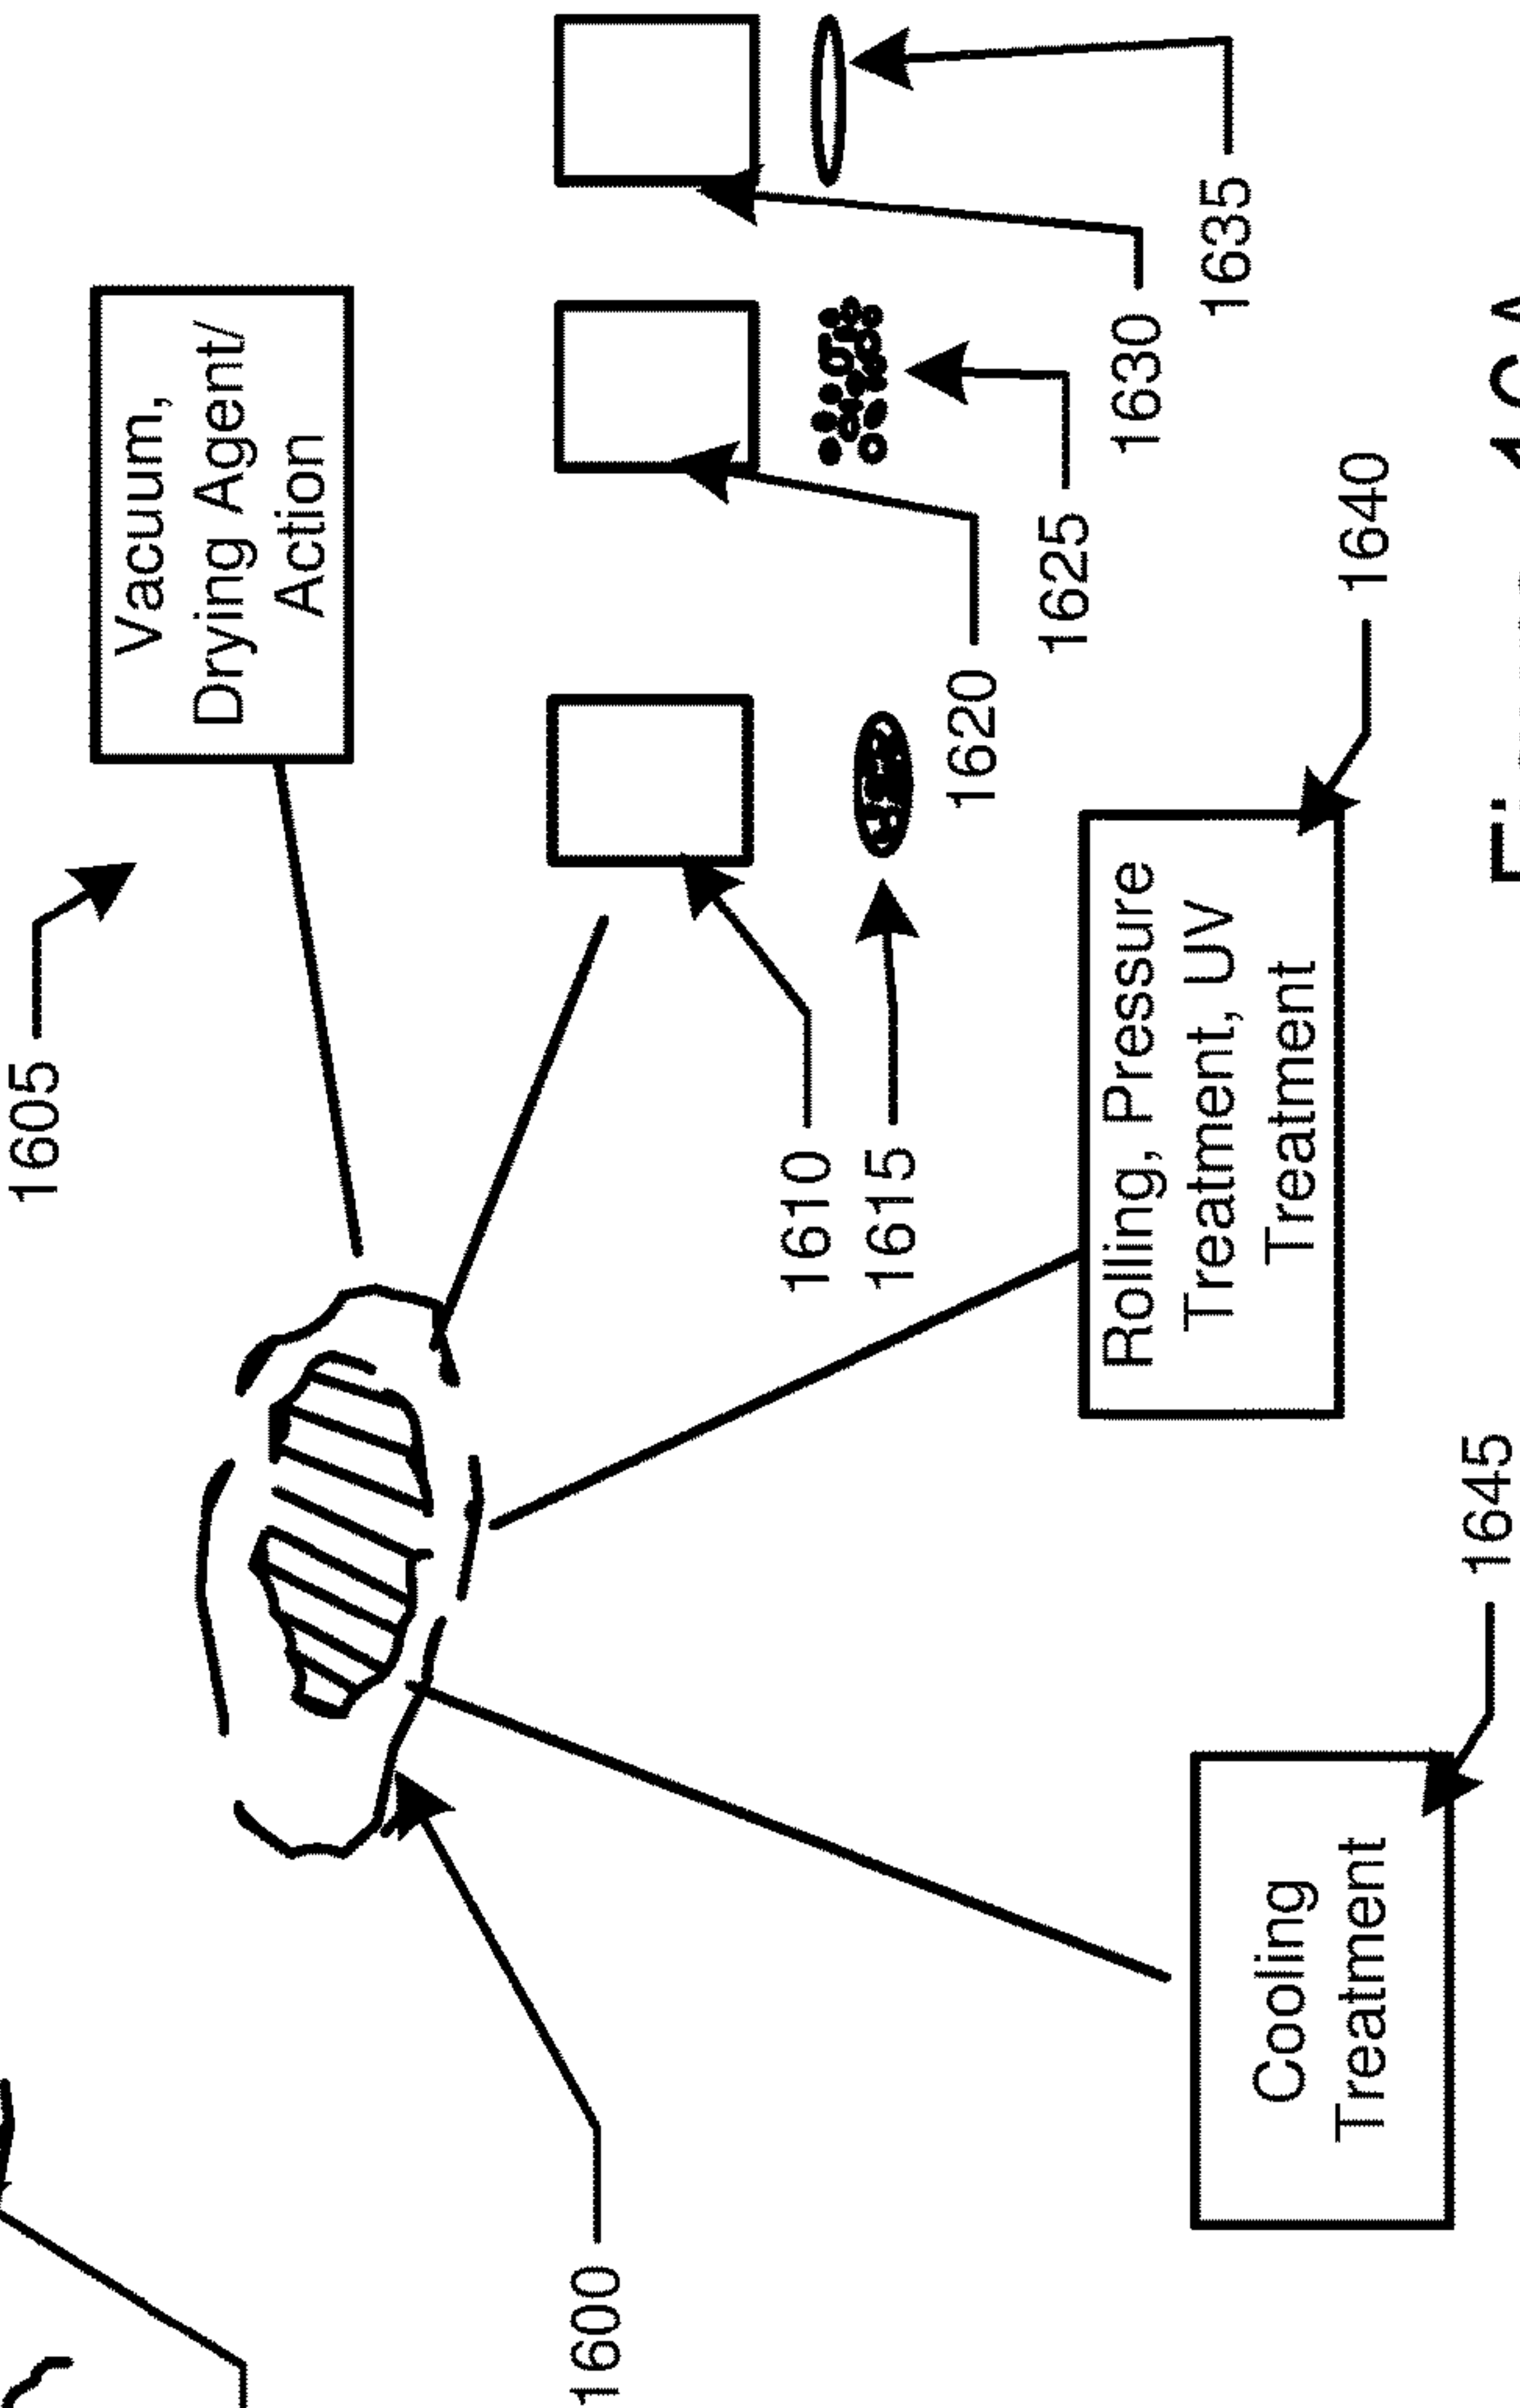 1605
Vacuum,
Drying Agent/
Action
1600
1610
1615
1620
1625
1630
1635
Rolling, Pressure
Treatment, UV
Treatment
1640
Cooling
Treatment
1645